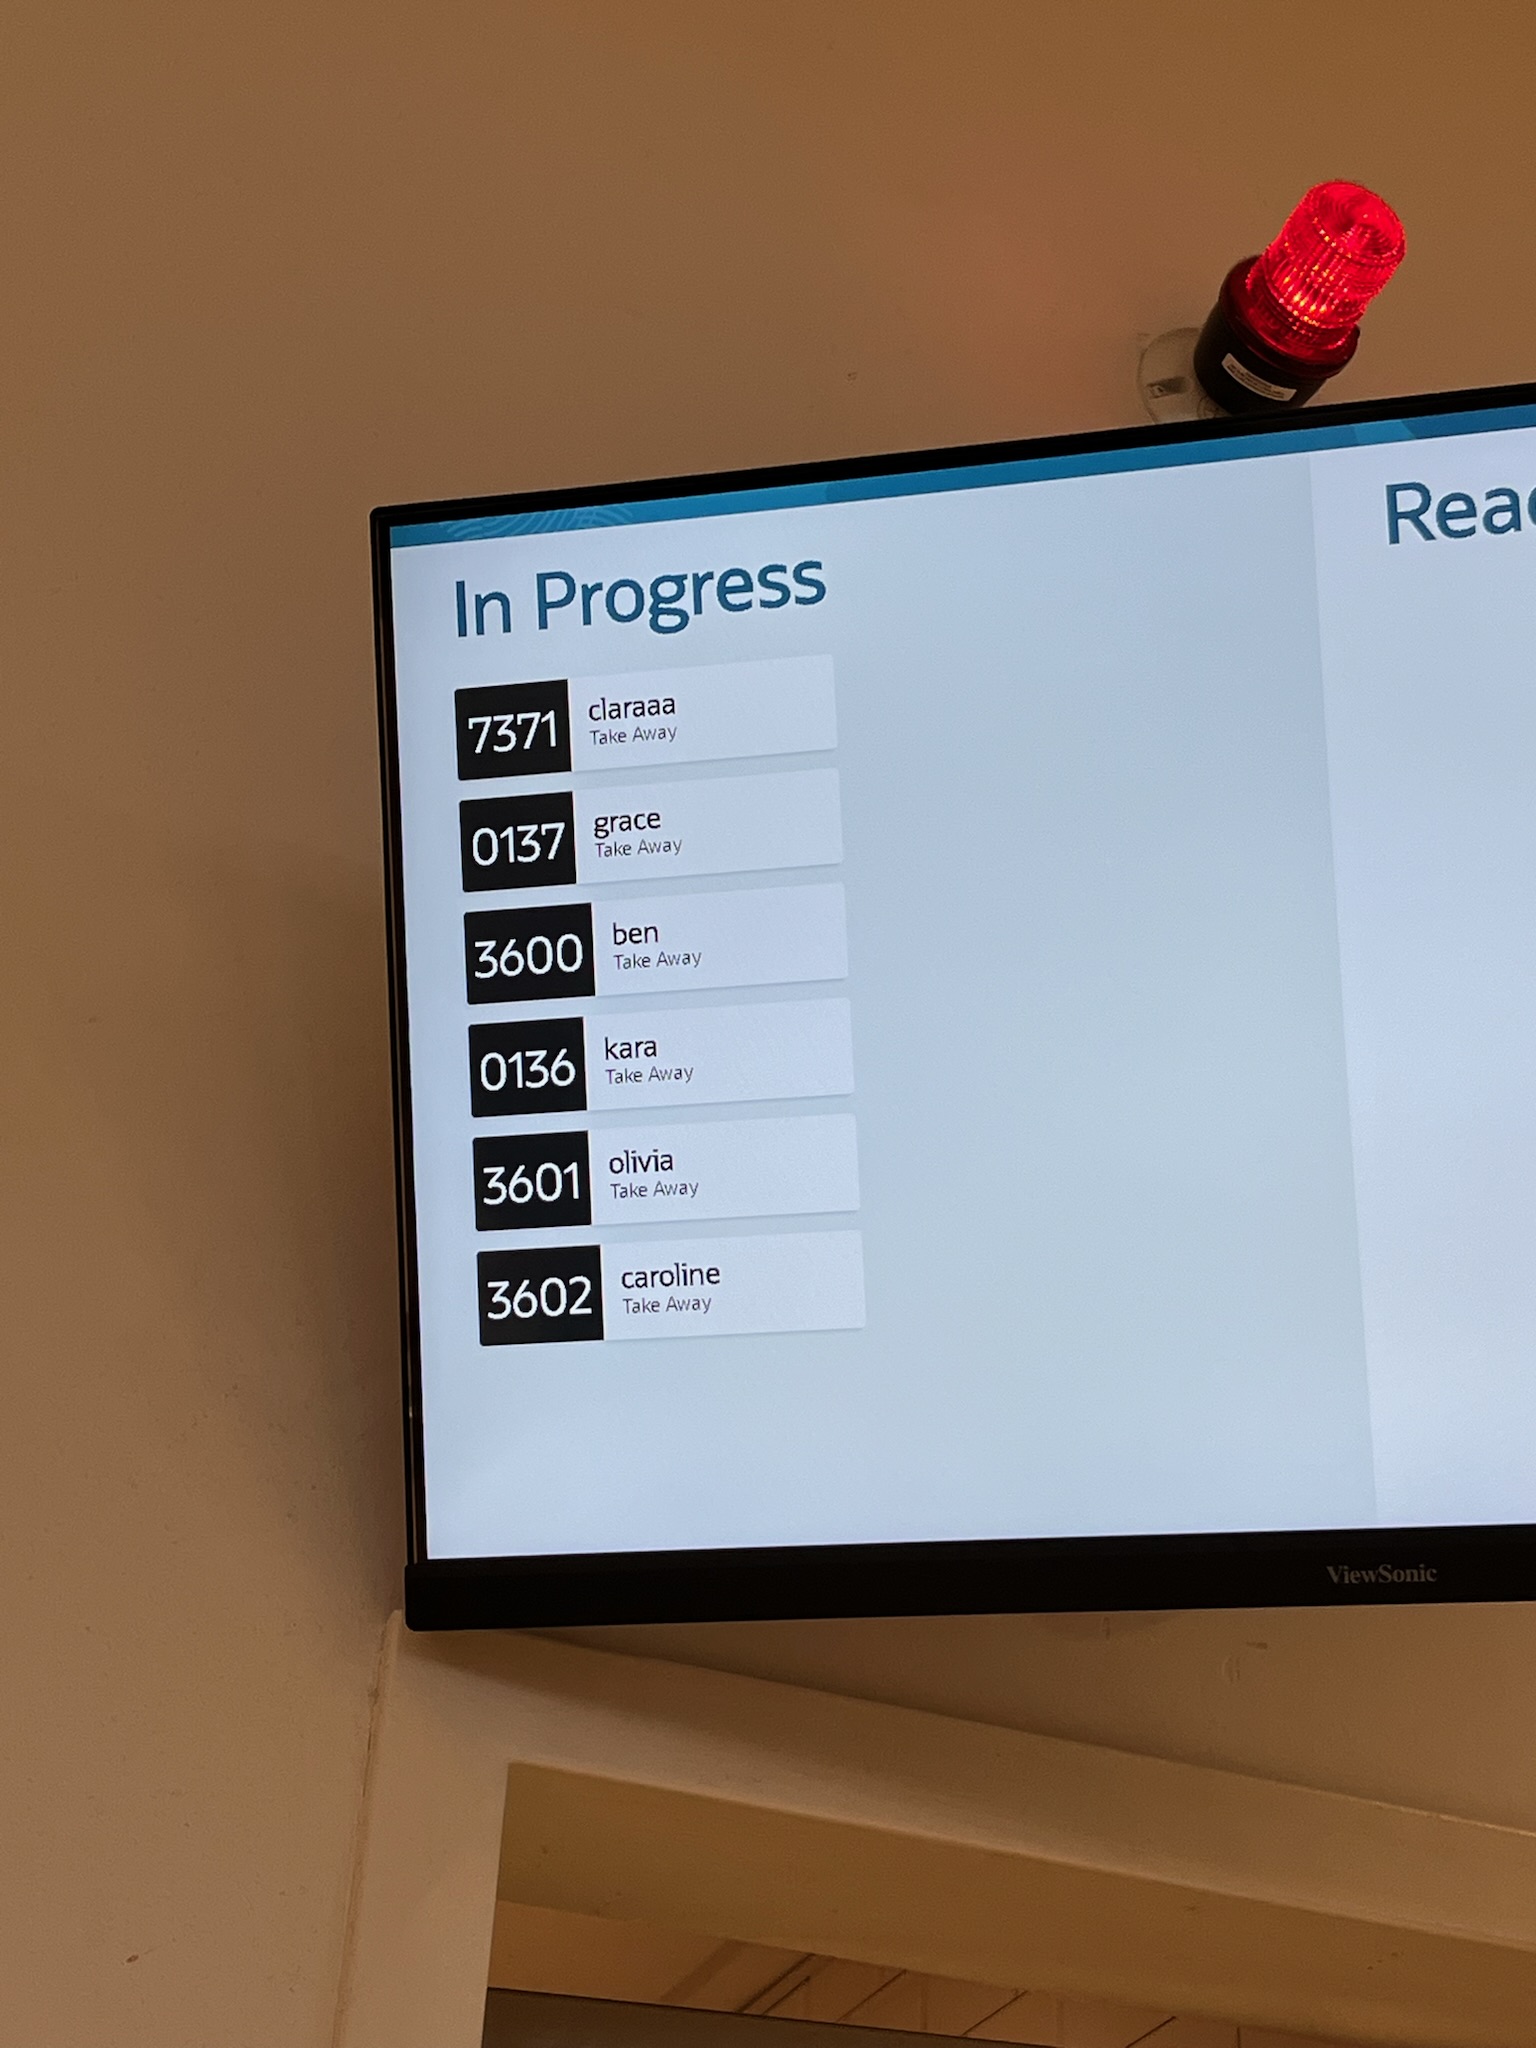 In Progress
7371
claraaa
Take Away
0137
grace
Take Away
3600
ben
Take Away
0136
kara
Take Away
3601
olivia
Take Away
3602
caroline
Take Away
ViewSonic